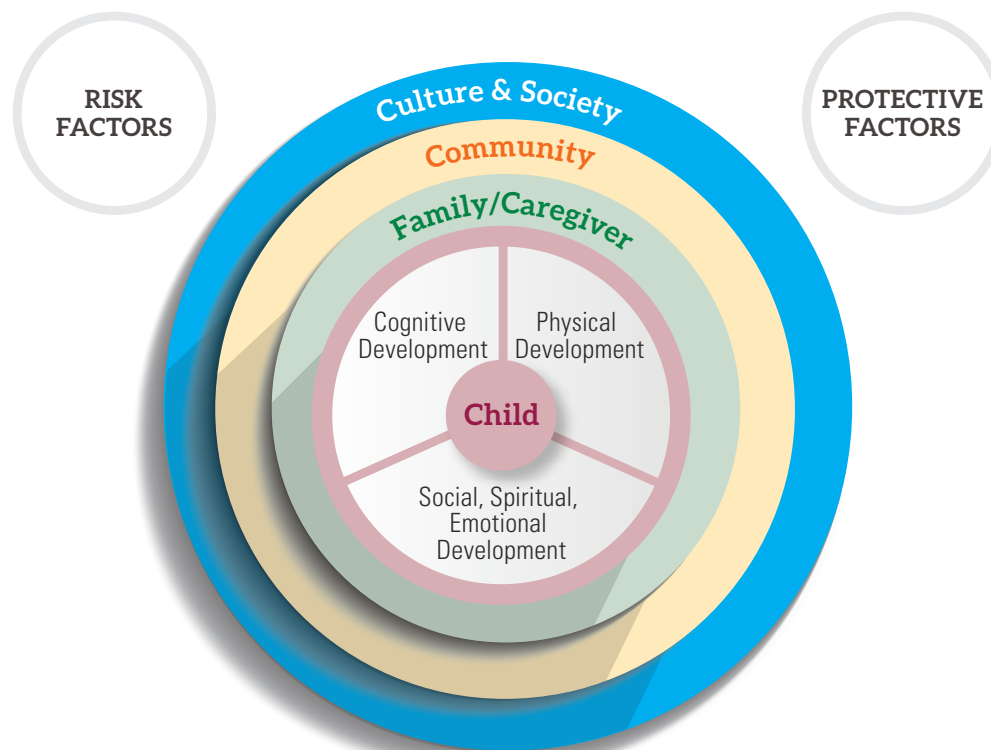 RISK
FACTORS
PROTECTIVE
FACTORS
Culture & Society
Community
Family/Caregiver
Cognitive
Development
Physical
Development
Child
Social, Spiritual,
Emotional
Development